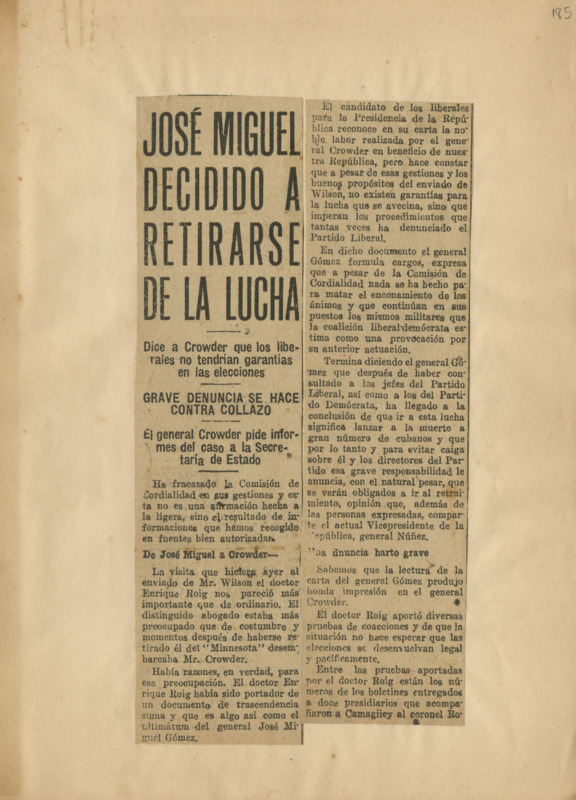 185
JOSÉ MIGUEL
DECIDIDO A
RETIRARSE
DE LA LUCHA
Dice a Crowder que los libe-
rales no tendrían garantías
en las elecciones
GRAVE DENUNCIA SE HACE
CONTRA COLLAZO
El general Crowder pide infor-
mes del caso a la Secre-
taría de Estado
Ha fracasado la Comisión de
Cordialidad en sus gestiones y es-
ta no es una afirmación hecha a
la ligera, sino el resultado de in-
formaciones que hemos recogido
en fuentes bien autorizadas.
De José Miguel a Crowder—
La visita que hiciera ayer al
enviado de Mr. Wilson el doctor
Enrique Roig nos pareció más
importante que de ordinario. El
distinguido abogado estaba más
preocupado que de costumbre y
momentos después de haberse re-
tirado él del "Minnesota" desem-
barcaba Mr. Crowder.
Había razones, en verdad, para
esa preocupación. El doctor En-
rique Roig había sido portador de
un documento de trascendencia
suma y que es algo así como el
ultimátum del general José Mi-
guel Gómez.
El candidato de los liberales
para la Presidencia de la Repú-
blica reconoce en su carta la no-
ble labor realizada por el gene-
ral Crowder en beneficio de nues-
tra República, pero hace constar
que a pesar de esas gestiones y los
buenos propósitos del enviado de
Wilson, no existen garantías para
la lucha que se avecina, sino que
imperan los procedimientos que
tantas veces ha denunciado el
Partido Liberal.
En dicho documento el general
Gómez formula cargos, expresa
que a pesar de la Comisión de
Cordialidad nada se ha hecho pa-
ra matar el enconamiento de los
ánimos y que continúan en sus
puestos los mismos militares que
la coalición liberal-demócrata es-
tima como una provocación por
su anterior actuación.
Termina diciendo el general Gó-
mez que después de haber con-
sultado a los jefes del Partido
Liberal, así como a los del Parti-
do Demócrata, ha llegado a la
conclusión de que ir a esta lucha
significa lanzar a la muerte a
gran número de cubanos y que
por lo tanto y para evitar caiga
sobre él y los directores del Par-
tido esa grave responsabilidad le
anuncia, con el natural pesar, que
se verán obligados a ir al retrai-
miento, opinión que, además de
las personas expresadas, compar-
te el actual Vicepresidente de la
República, general Núñez.
Una dnuncia harto grave
Sabemos que la lectura de la
carta del general Gómez produjo
honda impresión en el general
Crowder.
El doctor Roig aportó diversas
pruebas de coacciones y de que la
situación no hace esperar que las
elecciones se desenvuelvan legal
y pacíficamente.
Entre las pruebas aportadas
por el doctor Roig están los nú-
meros de los boletines entregados
a doce presidiarios que acompa-
ñaron a Camagüey al coronel Ro-